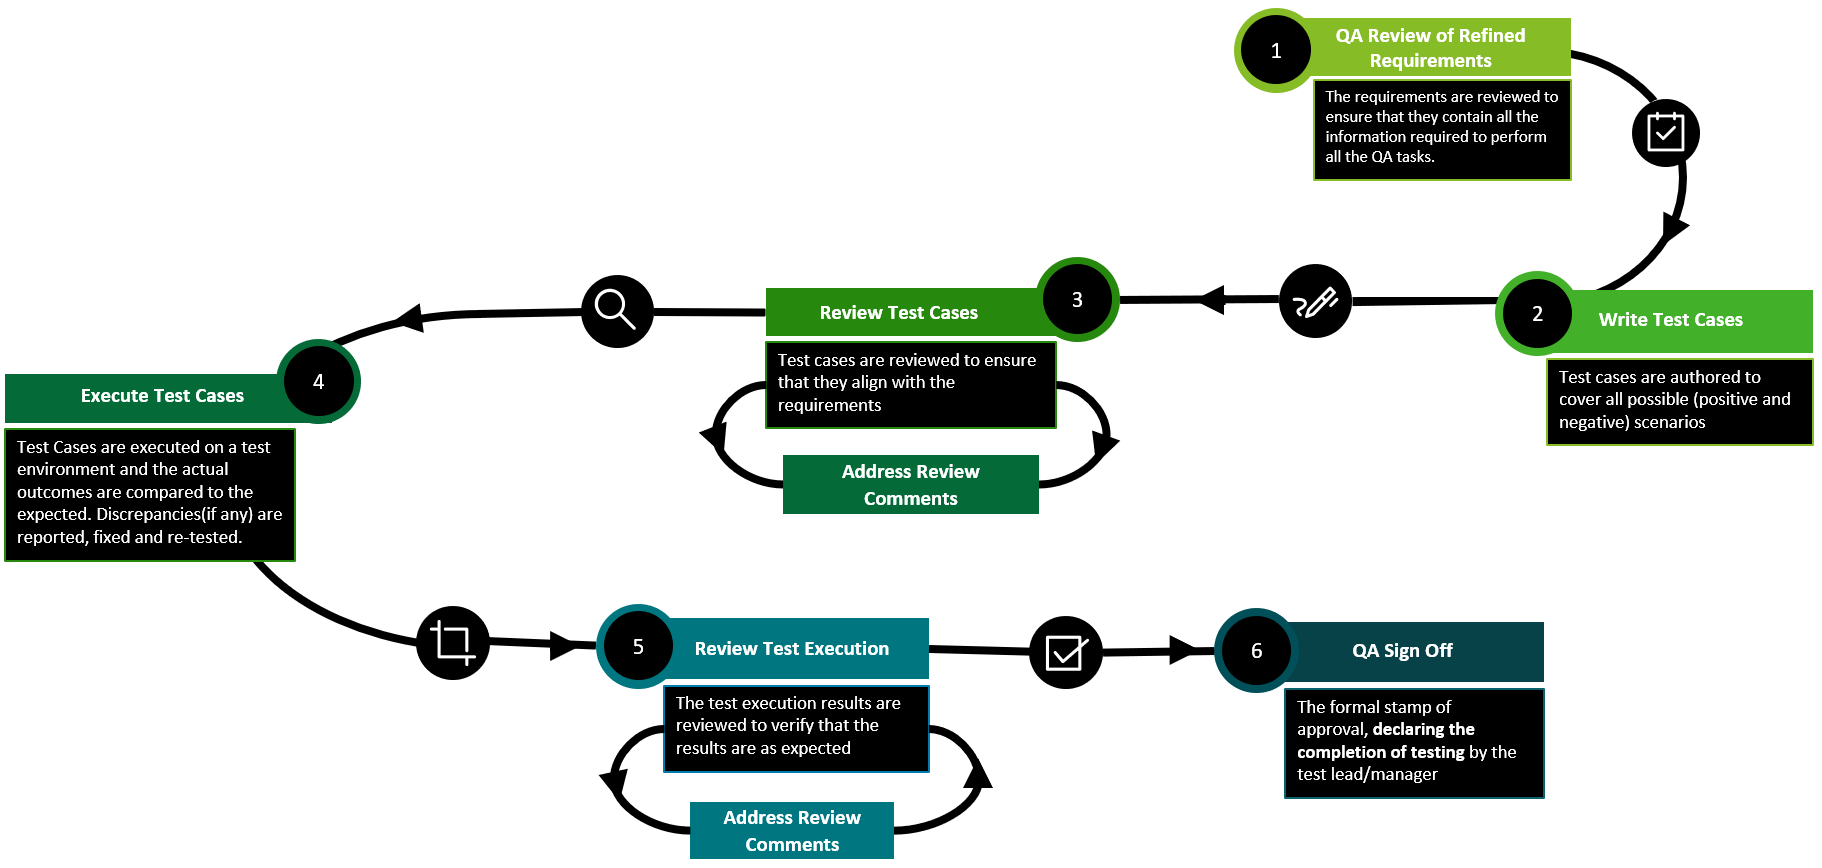 1
QA Review of Refined
Requirements
The requirements are reviewed to
ensure that they contain all the
information required to perform
all the QA tasks.
2
Write Test Cases
Test cases are authored to
cover all possible (positive and
negative) scenarios
3
Review Test Cases
Test cases are reviewed to ensure
that they align with the
requirements
Address Review
Comments
4
Execute Test Cases
Test Cases are executed on a test
environment and the actual
outcomes are compared to the
expected. Discrepancies(if any) are
reported, fixed and re-tested.
5
Review Test Execution
The test execution results are
reviewed to verify that the
results are as expected
Address Review
Comments
6
QA Sign Off
The formal stamp of
approval, declaring the
completion of testing by the
test lead/manager